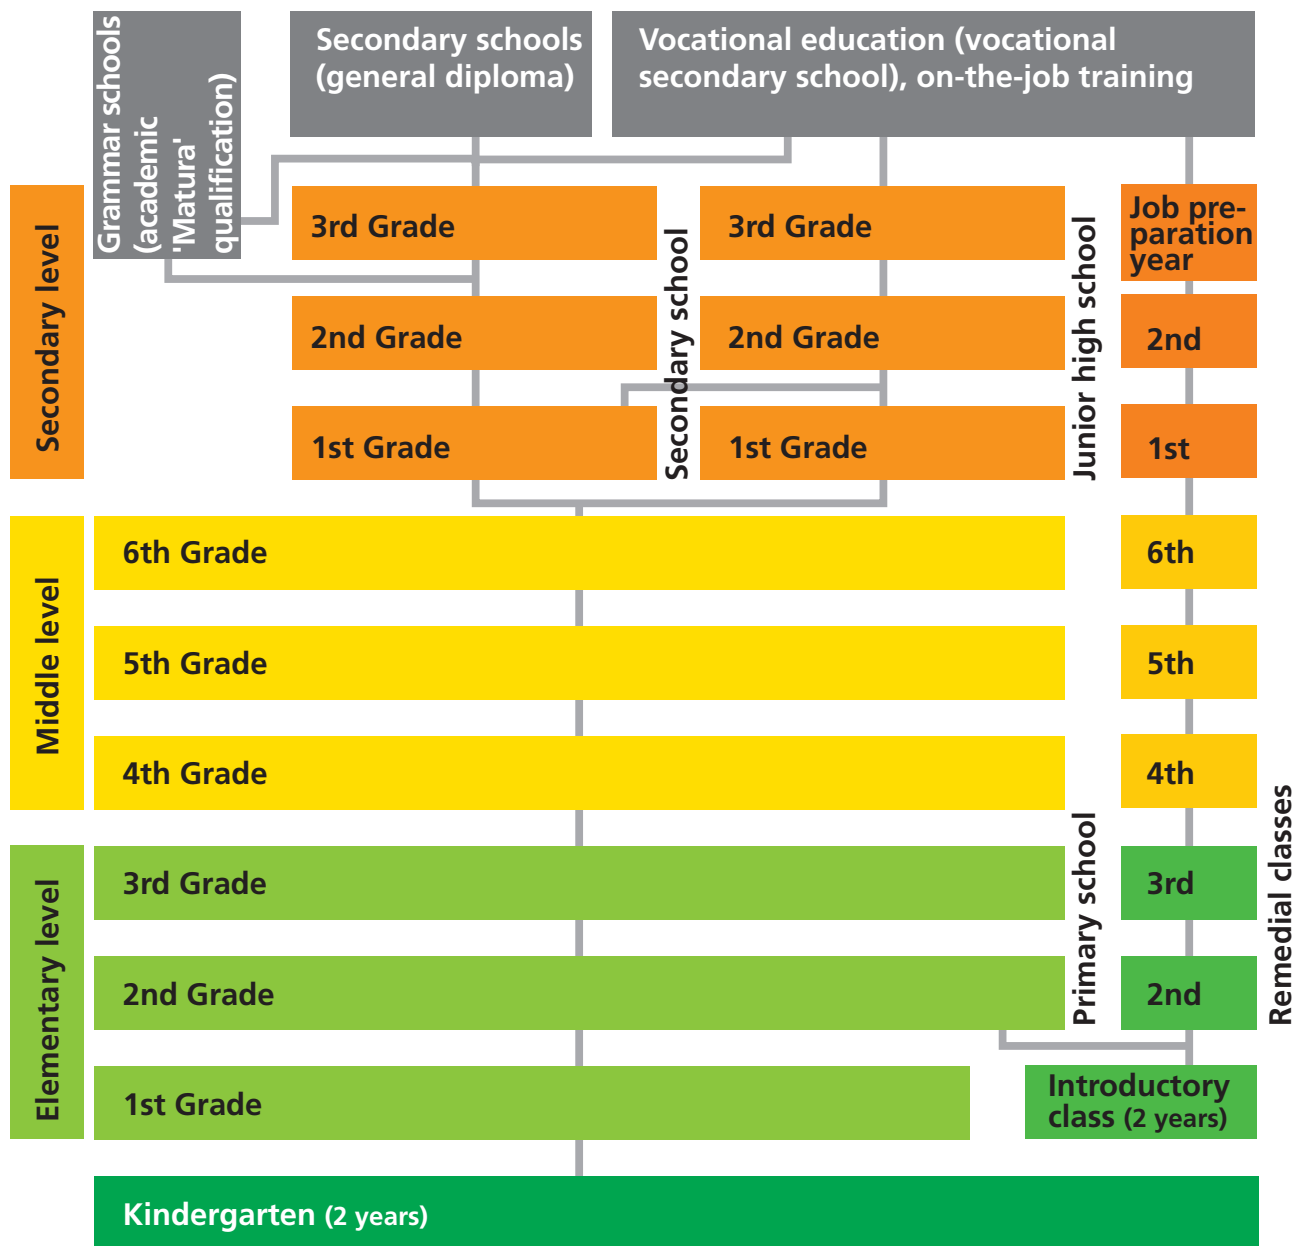 Grammar schools
(academic
'Matura'
qualification)
Secondary schools
(general diploma)
Vocational education (vocational
secondary school), on-the-job training
Secondary level
3rd Grade
2nd Grade
1st Grade
Secondary school
3rd Grade
2nd Grade
1st Grade
Junior high school
Job pre-
paration
year
2nd
1st
Middle level
6th Grade
5th Grade
4th Grade
6th
5th
4th
Elementary level
3rd Grade
2nd Grade
1st Grade
Primary school
3rd
2nd
Introductory
class (2 years)
Remedial classes
Kindergarten (2 years)